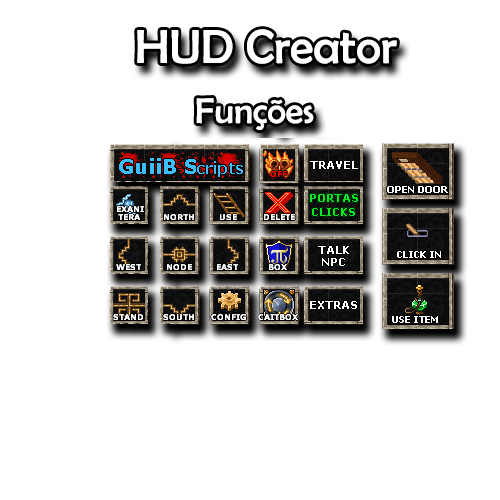 HUD Creator
Funções
GuiiB Scripts
TRAVEL
OPEN DOOR
EXANI
TERA
NORTH
USE
DELETE
PORTAS
CLICKS
CLICK IN
WEST
NODE
EAST
BOX
TALK
NPC
STAND
SOUTH
CONFIG
CAITBOX
EXTRAS
USE ITEM